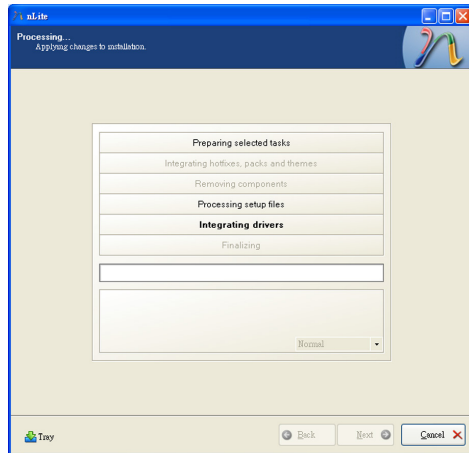 nLite
Processing...
Applying changes to installation.
Preparing selected tasks
Integrating hotfixes, packs and themes
Removing components
Processing setup files
Integrating drivers
Finalizing
Normal
Tray
Back
Next
Cancel